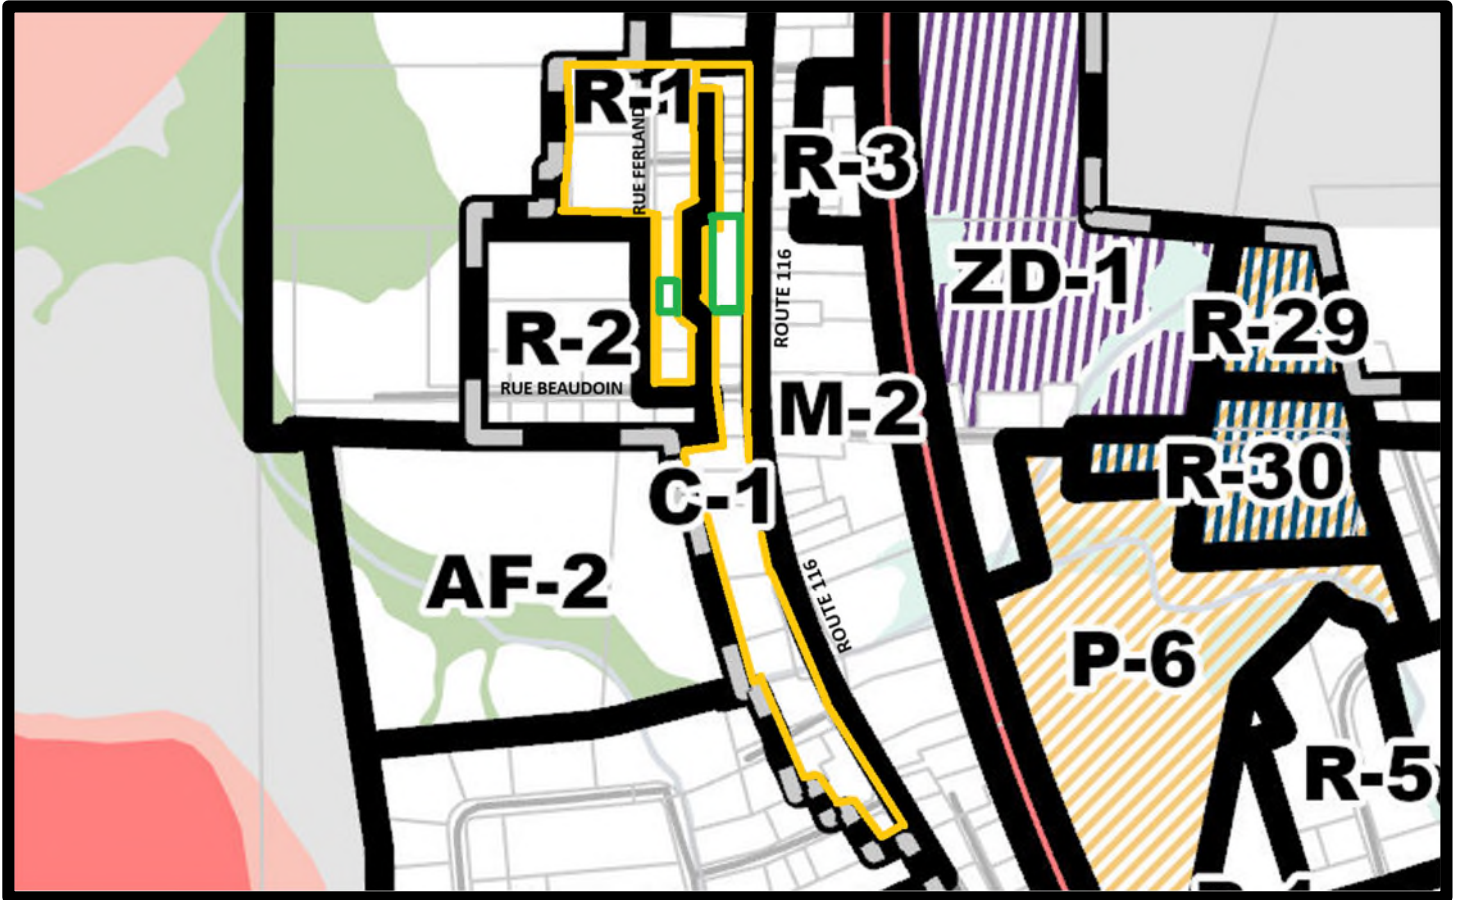 R-1
RUE FERLAND
R-3
ROUTE 116
ZD-1
R-29
R-2
RUE BEAUDOIN
M-2
R-30
C-1
AF-2
ROUTE 116
P-6
R-5